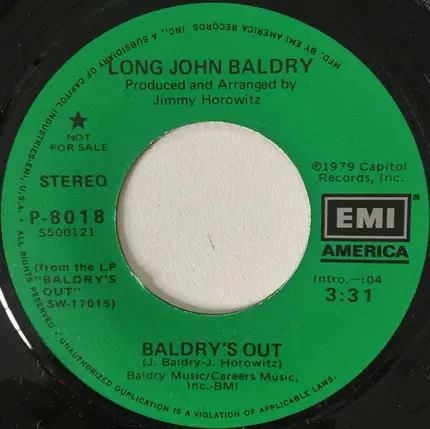 MFD. BY EMI AMERICA RECORDS, INC., A SUBSIDIARY OF CAPITOL INDUSTRIES-EMI, U.S.A. · ALL RIGHTS RESERVED · UNAUTHORIZED DUPLICATION IS A VIOLATION OF APPLICABLE LAWS.
LONG JOHN BALDRY
Produced and Arranged by
Jimmy Horowitz
★
NOT
FOR SALE
STEREO
P-8018
S500121
(from the LP
"BALDRY'S
OUT"
SW-17015)
℗1979 Capitol
Records, Inc.
EMI®
AMERICA
Intro.—:04
3:31
BALDRY'S OUT
(J. Baldry-J. Horowitz)
Baldry Music/Careers Music,
Inc.-BMI